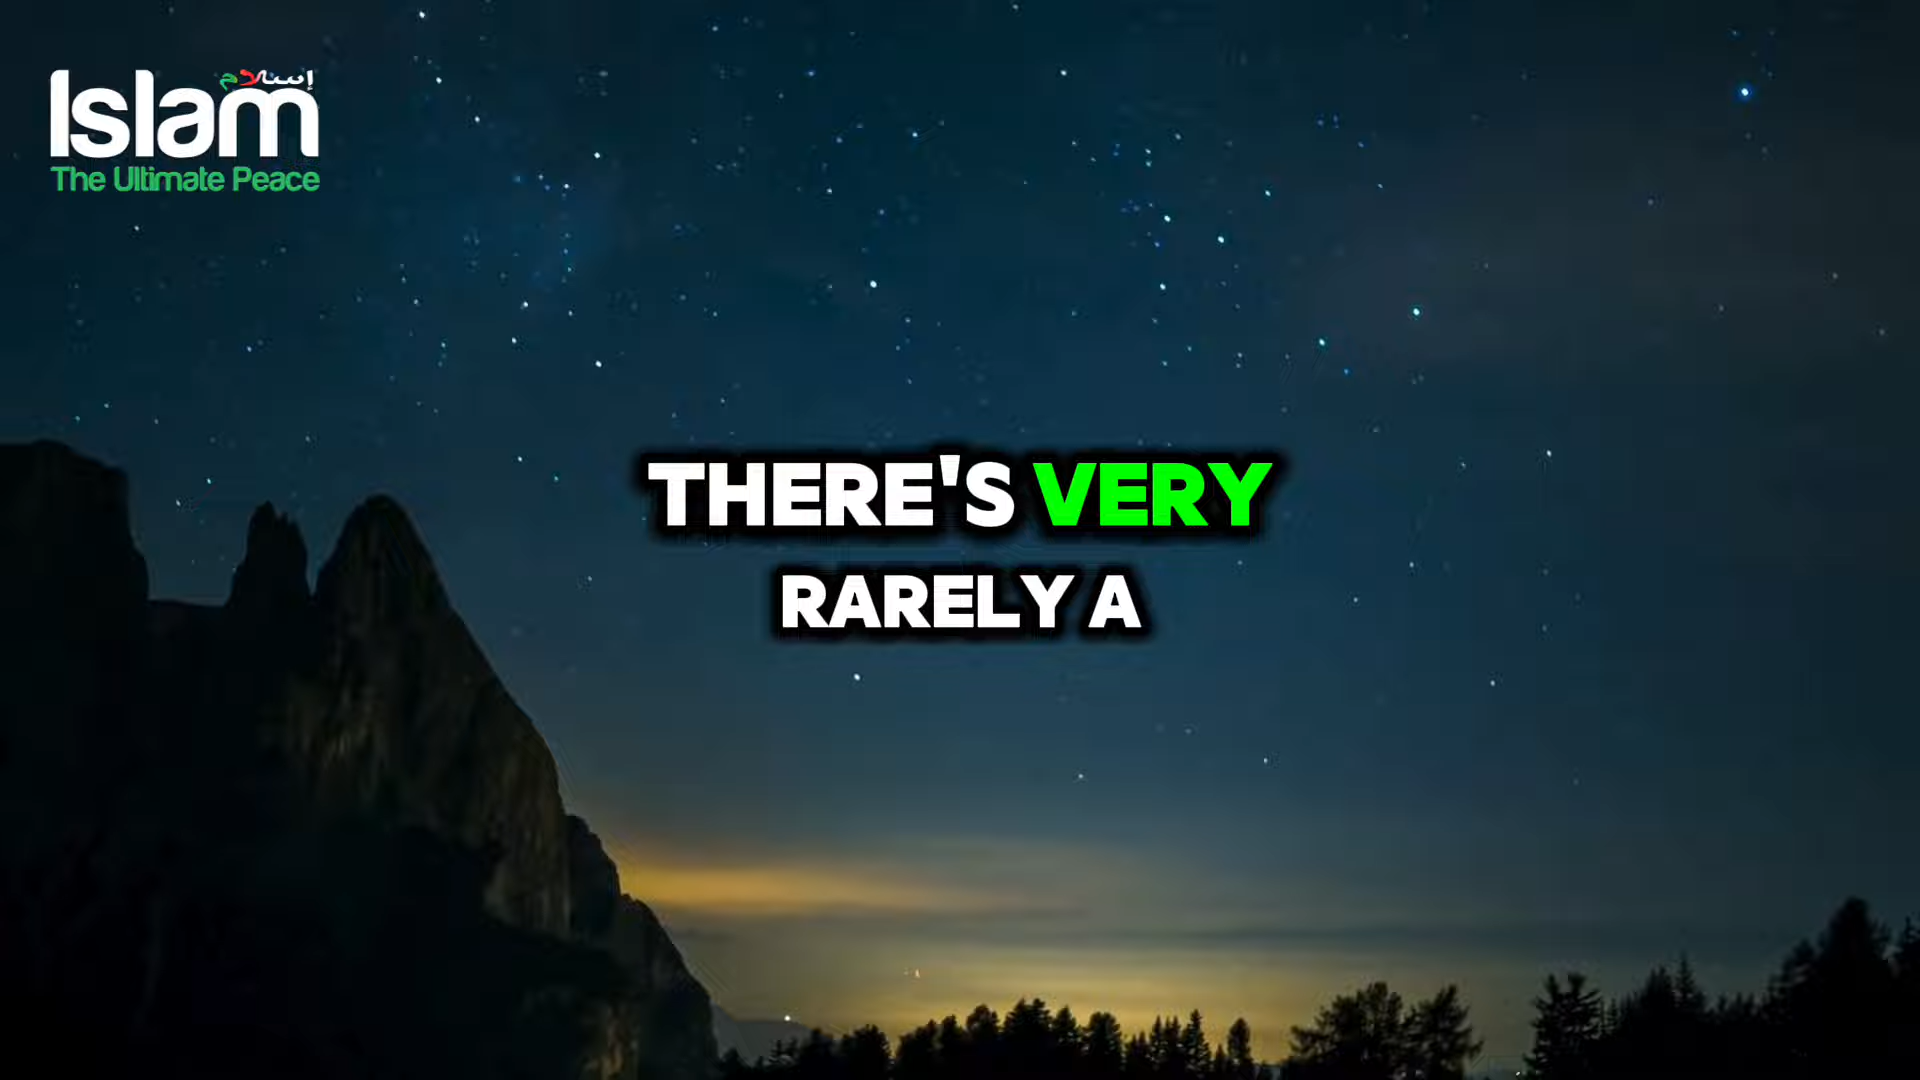 إسلام
Islam
The Ultimate Peace
THERE'S VERY
RARELY A